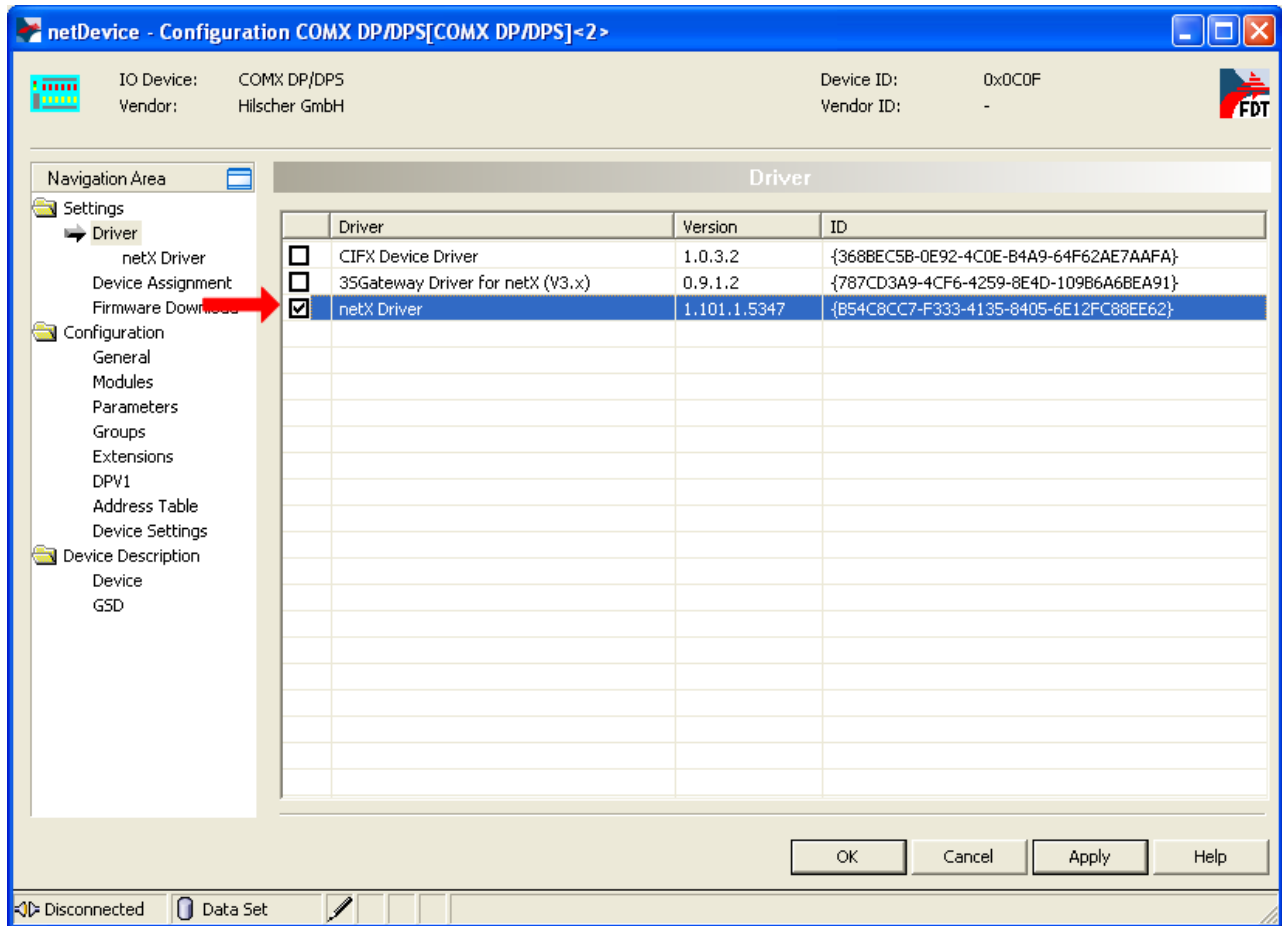 netDevice - Configuration COMX DP/DPS[COMX DP/DPS]<2>
IO Device: COMX DP/DPS Device ID: 0x0C0F
Vendor: Hilscher GmbH Vendor ID: -
FDT
Navigation Area
Driver
Settings
Driver
netX Driver
Device Assignment
Firmware
Configuration
General
Modules
Parameters
Groups
Extensions
DPV1
Address Table
Device Settings
Device Description
Device
GSD
Driver Version ID
CIFX Device Driver 1.0.3.2 {368BEC5B-0E92-4C0E-B4A9-64F62AE7AAFA}
3SGateway Driver for netX (V3.x) 0.9.1.2 {787CD3A9-4CF6-4259-8E4D-109B6A6BEA91}
netX Driver 1.101.1.5347 {B54C8CC7-F333-4135-8405-6E12FC88EE62}
OK Cancel Apply Help
Disconnected Data Set